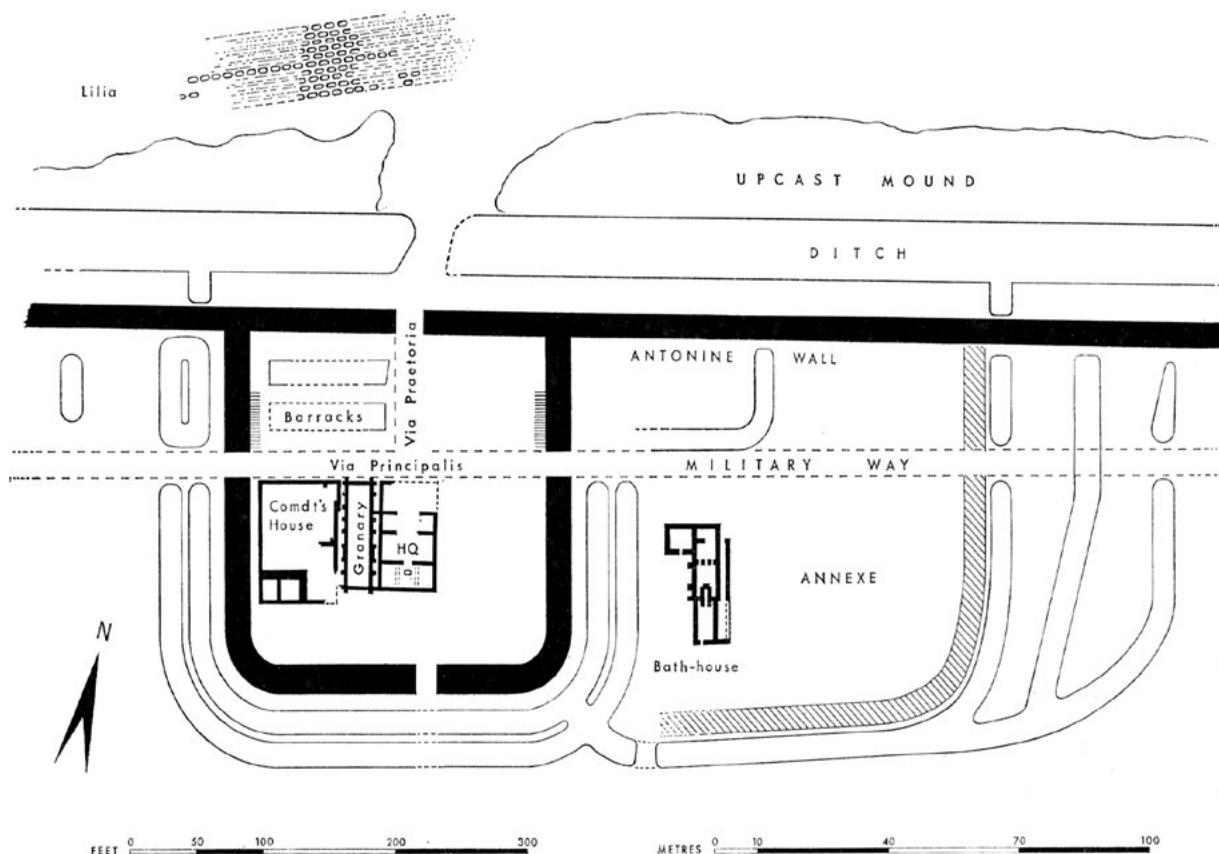 Lilia
UPCAST MOUND
DITCH
ANTONINE WALL
Via Praetoria
Barracks
Via Principalis
MILITARY WAY
Comdt's
House
Granary
HQ
ANNEXE
Bath-house
N
FEET 0 50 100 200 300
METRES 0 10 40 70 100